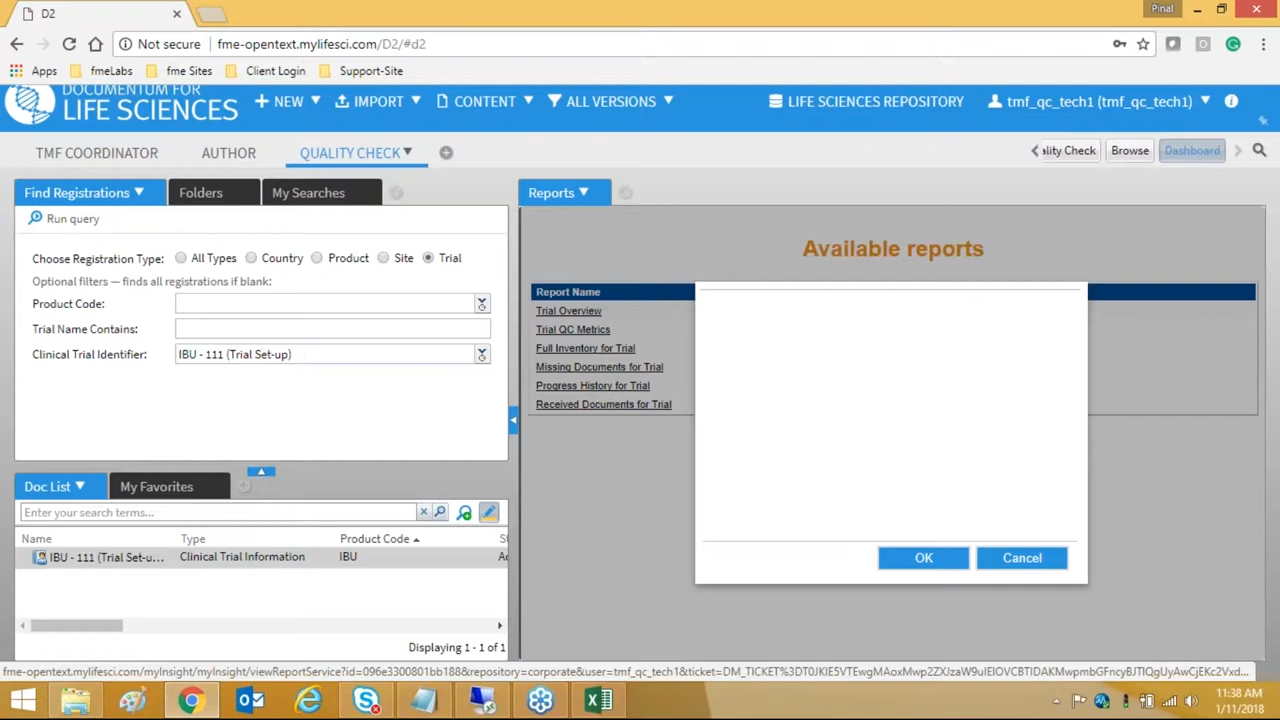 D2
Pinal
Not secure fme-opentext.mylifesci.com/D2/#d2
Apps fmeLabs fme Sites Client Login Support-Site
DOCUMENTUM FOR
LIFE SCIENCES
NEW IMPORT CONTENT ALL VERSIONS LIFE SCIENCES REPOSITORY tmf_qc_tech1 (tmf_qc_tech1)
TMF COORDINATOR AUTHOR QUALITY CHECK
ality Check Browse Dashboard
Find Registrations Folders My Searches
Reports
Run query
Choose Registration Type: All Types Country Product Site Trial
Optional filters — finds all registrations if blank:
Product Code:
Trial Name Contains:
Clinical Trial Identifier: IBU - 111 (Trial Set-up)
Available reports
Report Name
Trial Overview
Trial QC Metrics
Full Inventory for Trial
Missing Documents for Trial
Progress History for Trial
Received Documents for Trial
OK Cancel
Doc List My Favorites
Enter your search terms...
Name Type Product Code
IBU - 111 (Trial Set-u... Clinical Trial Information IBU
Displaying 1 - 1 of 1
11:38 AM
1/11/2018